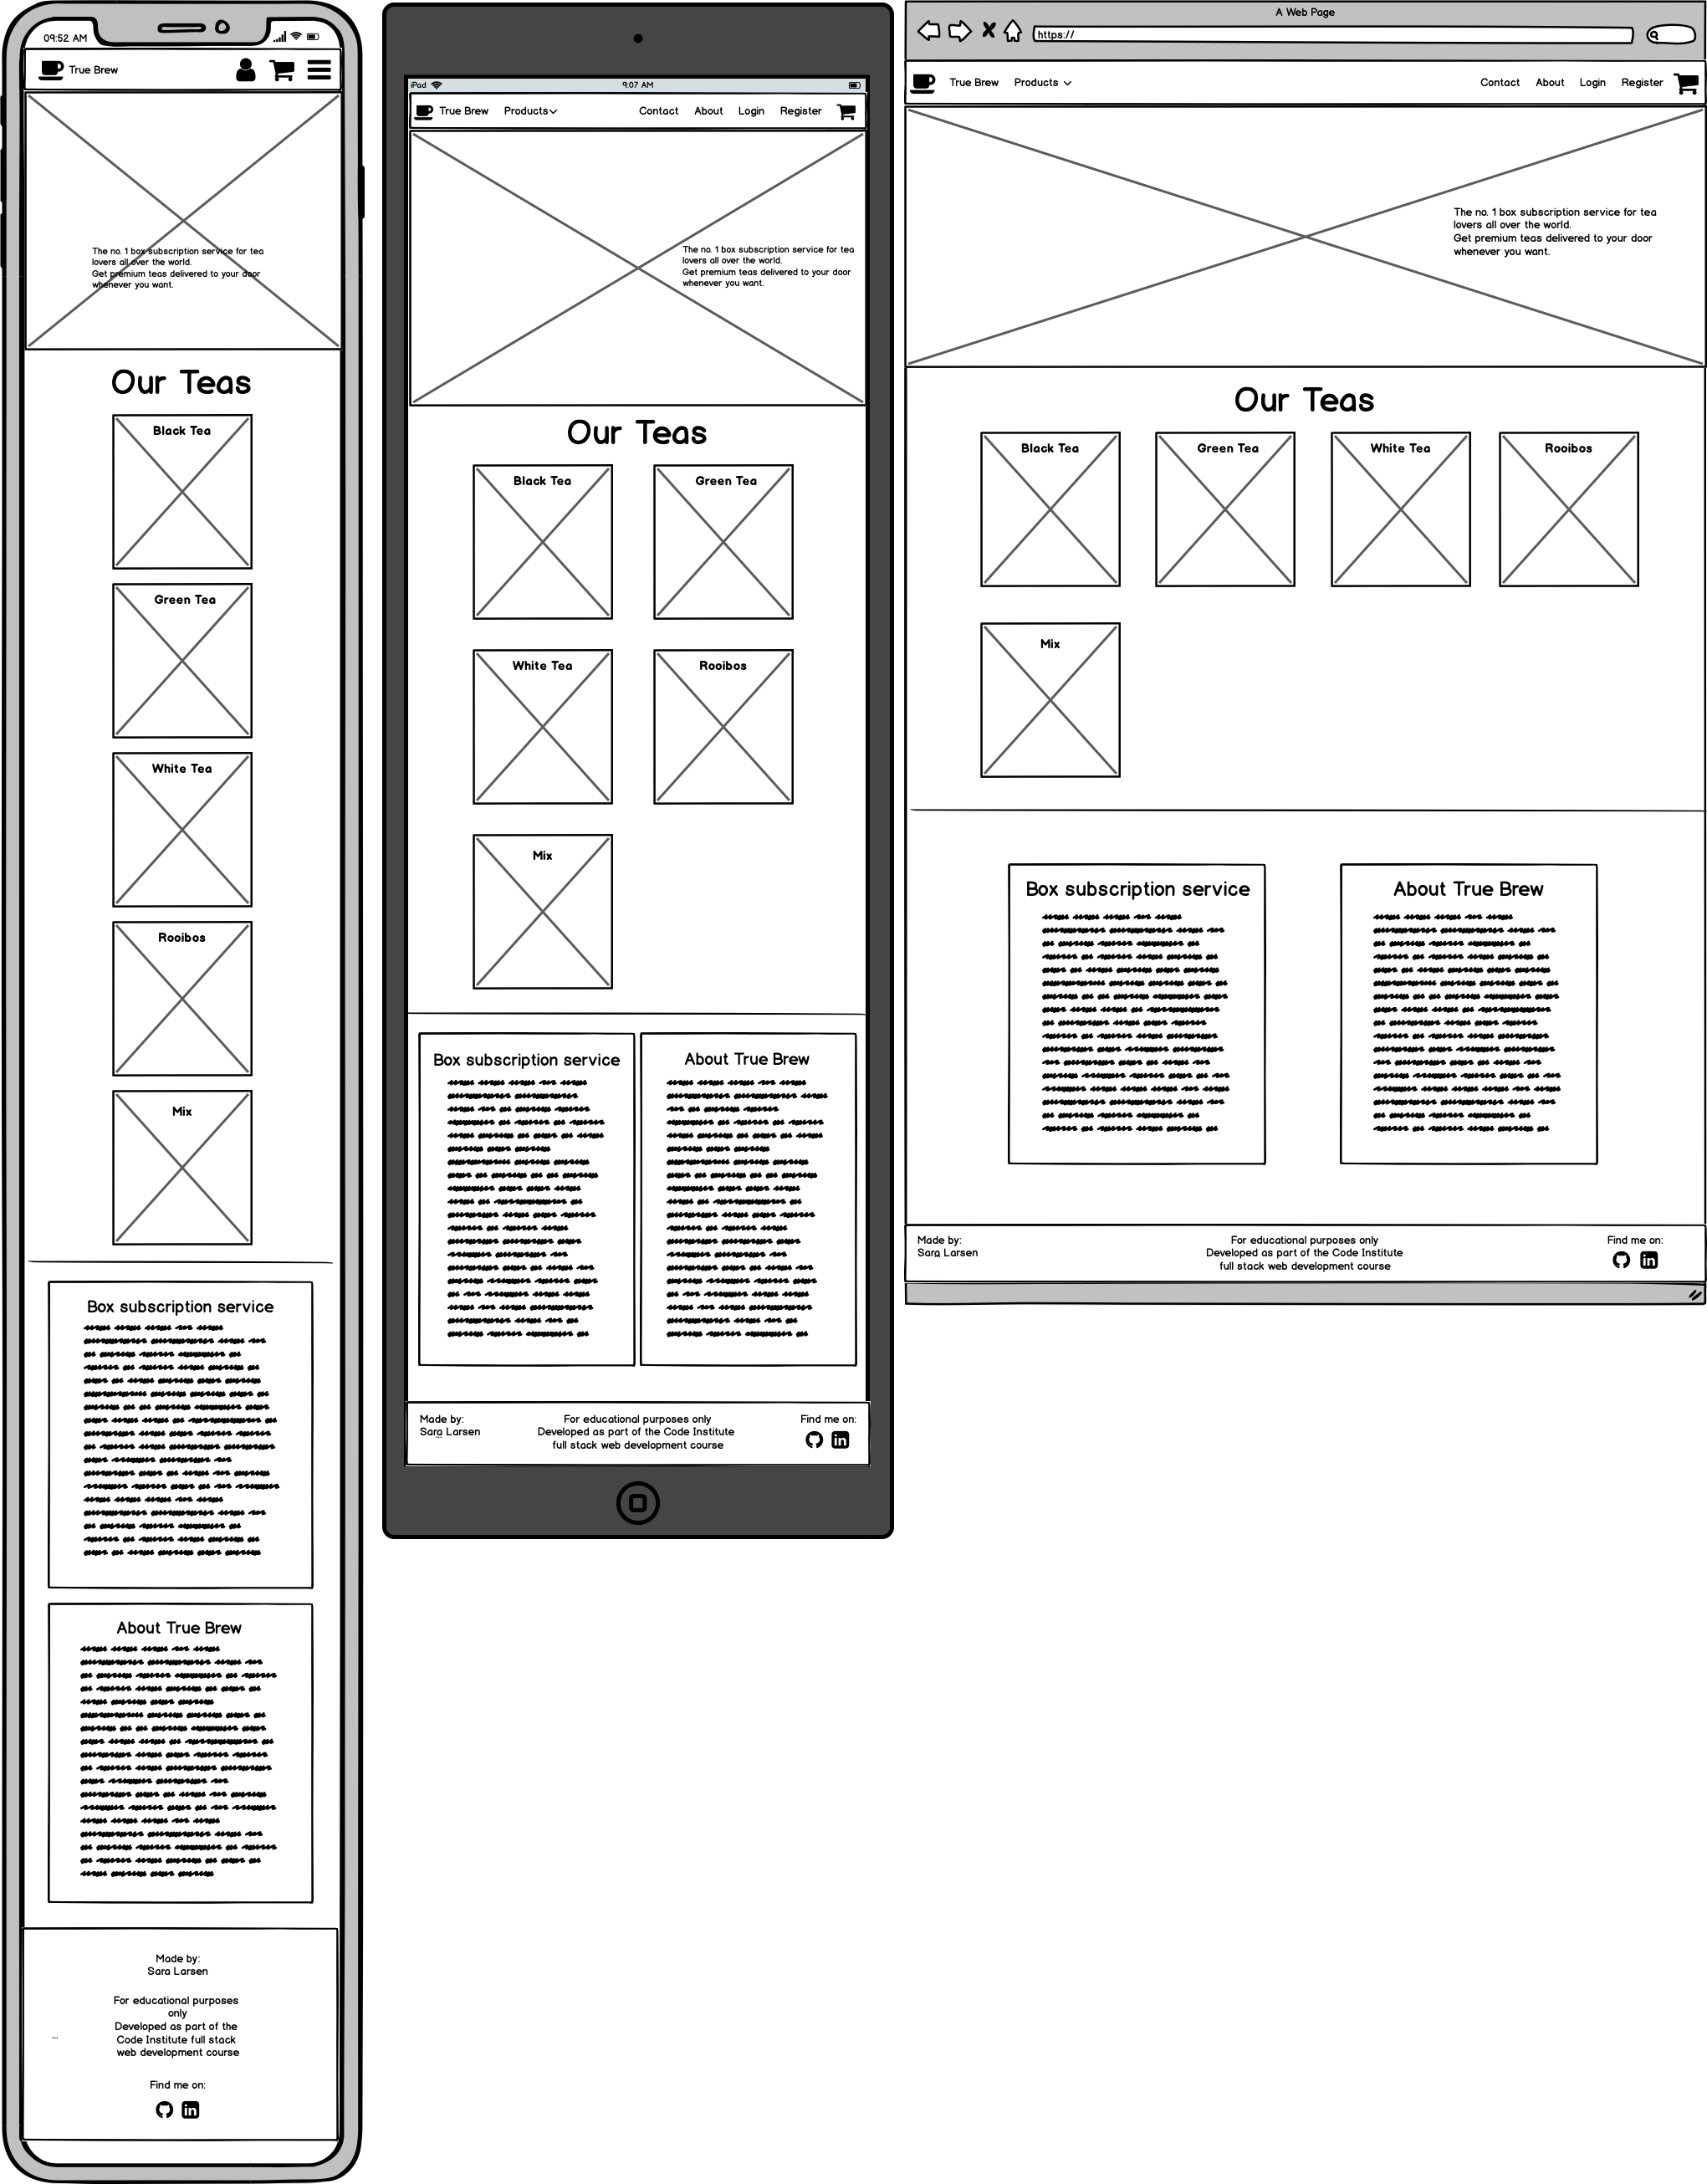 09:52 AM
True Brew
The no. 1 box subscription service for tea
lovers all over the world.
Get premium teas delivered to your door
whenever you want.
Our Teas
Black Tea
Green Tea
White Tea
Rooibos
Mix
Box subscription service
About True Brew
Made by:
Sara Larsen
For educational purposes
only
Developed as part of the
Code Institute full stack
web development course
Find me on:
in
iPad
9:07 AM
True Brew
Products
Contact
About
Login
Register
The no. 1 box subscription service for tea
lovers all over the world.
Get premium teas delivered to your door
whenever you want.
Our Teas
Black Tea
Green Tea
White Tea
Rooibos
Mix
Box subscription service
About True Brew
Made by:
Sara Larsen
For educational purposes only
Developed as part of the Code Institute
full stack web development course
Find me on:
in
A Web Page
https://
True Brew
Products
Contact
About
Login
Register
The no. 1 box subscription service for tea
lovers all over the world.
Get premium teas delivered to your door
whenever you want.
Our Teas
Black Tea
Green Tea
White Tea
Rooibos
Mix
Box subscription service
About True Brew
Made by:
Sara Larsen
For educational purposes only
Developed as part of the Code Institute
full stack web development course
Find me on:
in